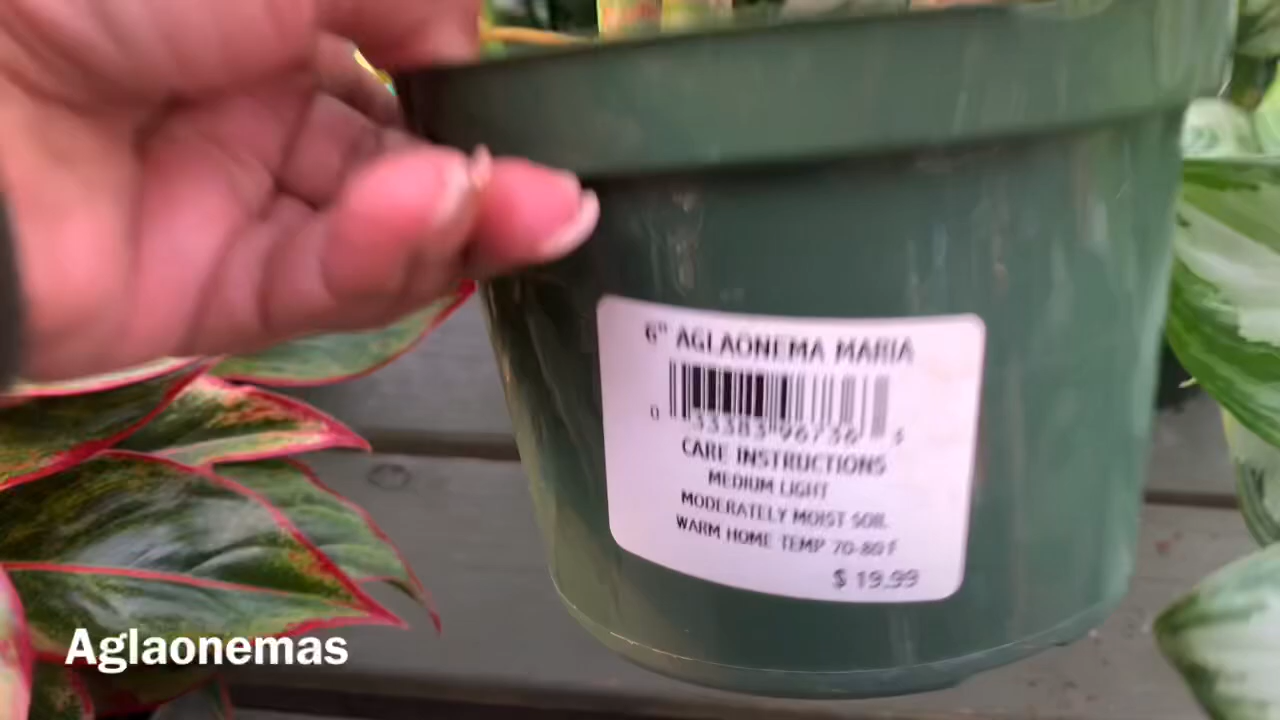 6" AGLAONEMA MARIA
0 33383 96736 3
CARE INSTRUCTIONS
MEDIUM LIGHT
MODERATELY MOIST SOIL
WARM HOME TEMP 70-80 F
$ 19.99
Aglaonemas